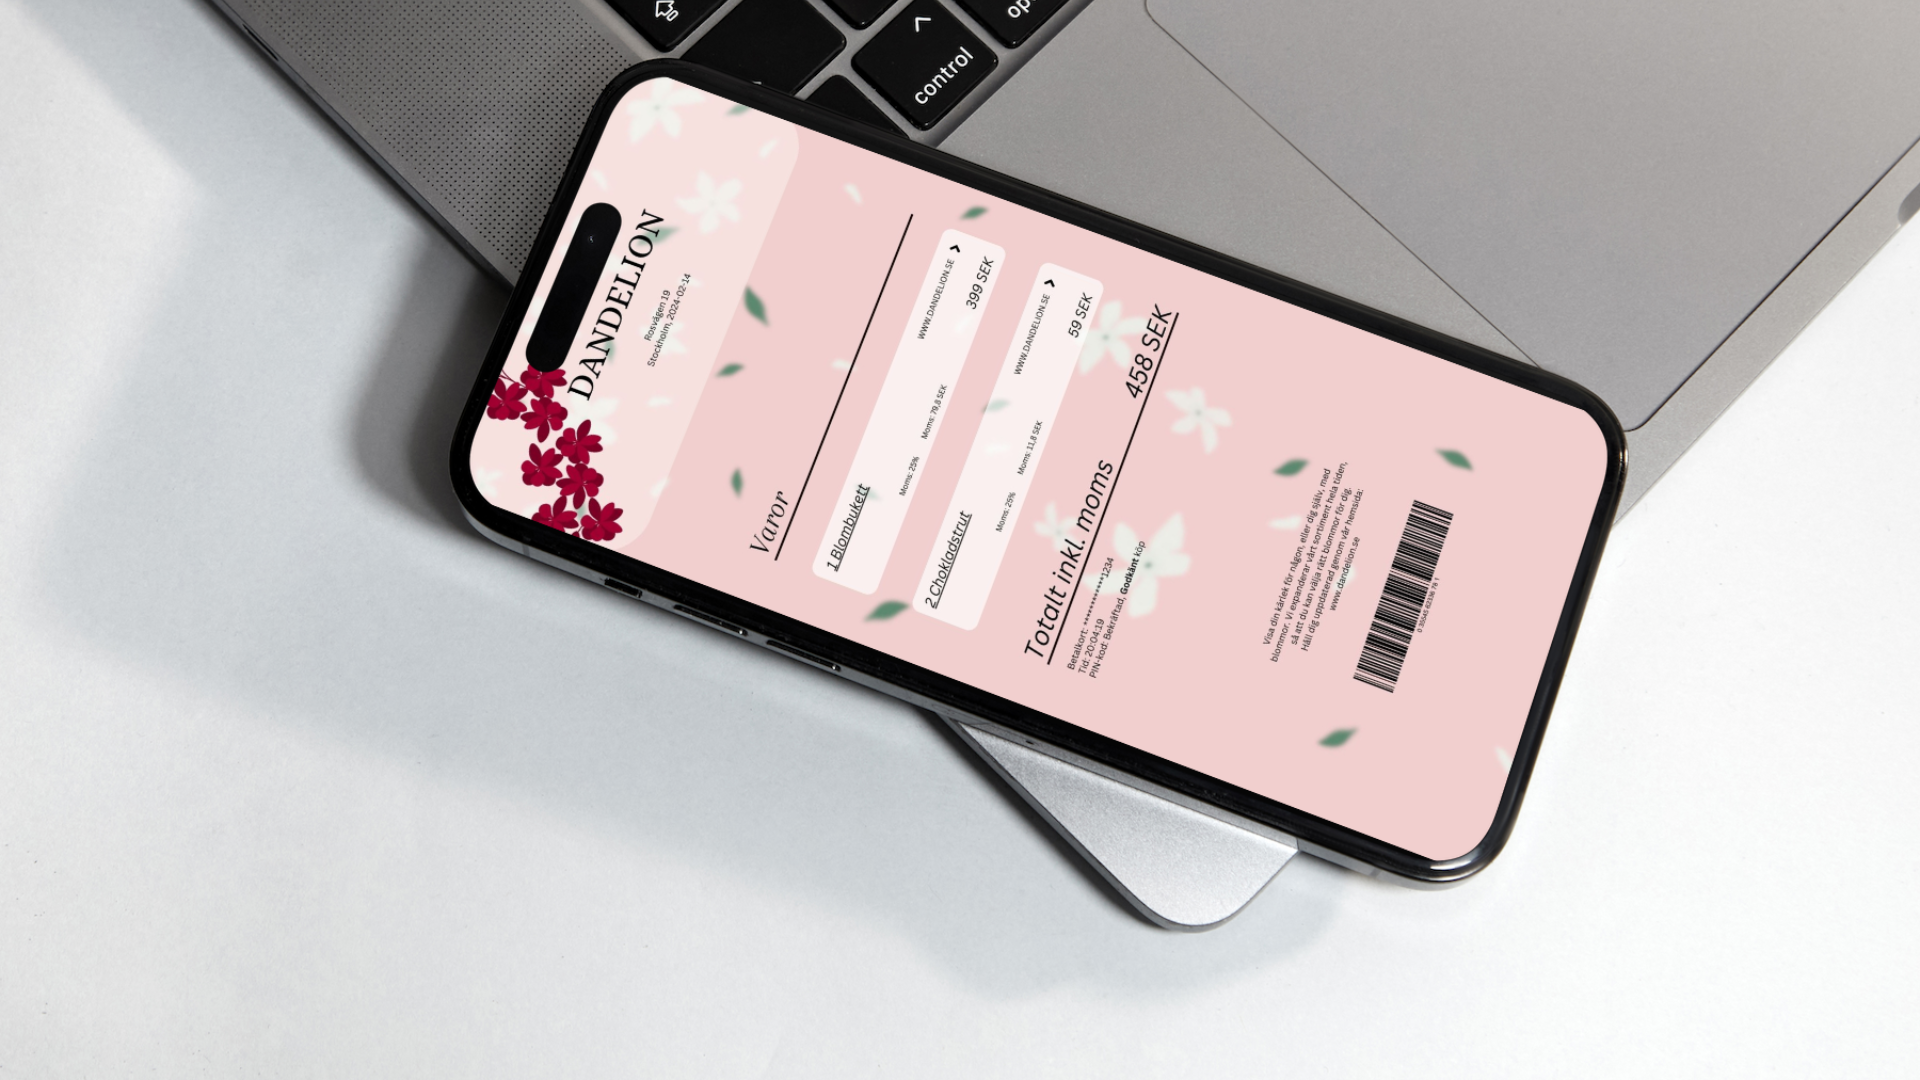 DANDELION
Rosvägen 19
Stockholm, 2024-02-14
Varor
WWW.DANDELION.SE
1 Blombukett
399 SEK
Moms: 25%
Moms: 79,8 SEK
WWW.DANDELION.SE
2 Chokladstrut
59 SEK
Moms: 25%
Moms: 11,8 SEK
Totalt inkl. moms
458 SEK
Betalkort: ************1234
Tid: 20:04:19
PIN-kod: Bekräftad, Godkänt köp
Visa din kärlek för någon, eller dig själv, med
blommor. Vi expanderar vårt sortiment hela tiden,
så att du kan välja rätt blommor för dig.
Håll dig uppdaterad genom vår hemsida:
www.dandelion.se
control